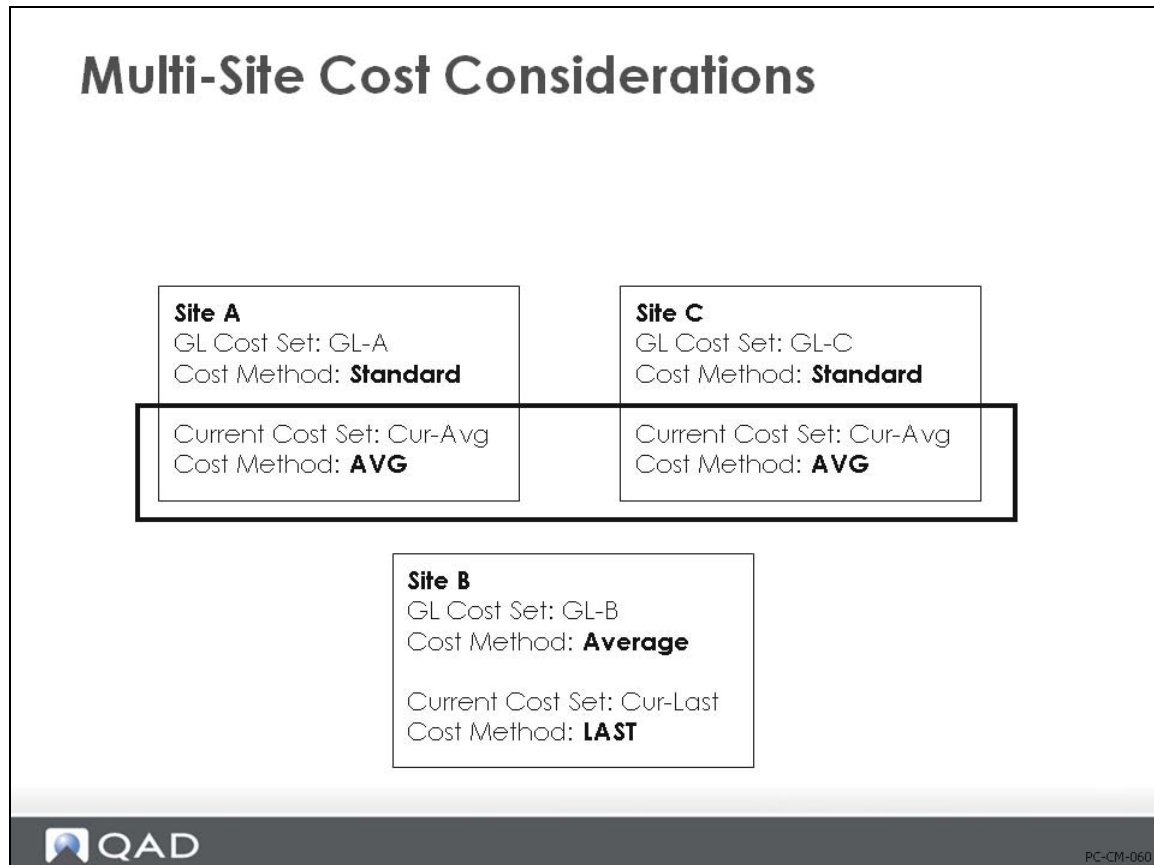 Multi-Site Cost Considerations
Site A
GL Cost Set: GL-A
Cost Method: Standard
Current Cost Set: Cur-Avg
Cost Method: AVG
Site C
GL Cost Set: GL-C
Cost Method: Standard
Current Cost Set: Cur-Avg
Cost Method: AVG
Site B
GL Cost Set: GL-B
Cost Method: Average
Current Cost Set: Cur-Last
Cost Method: LAST
QAD
PC-CM-060